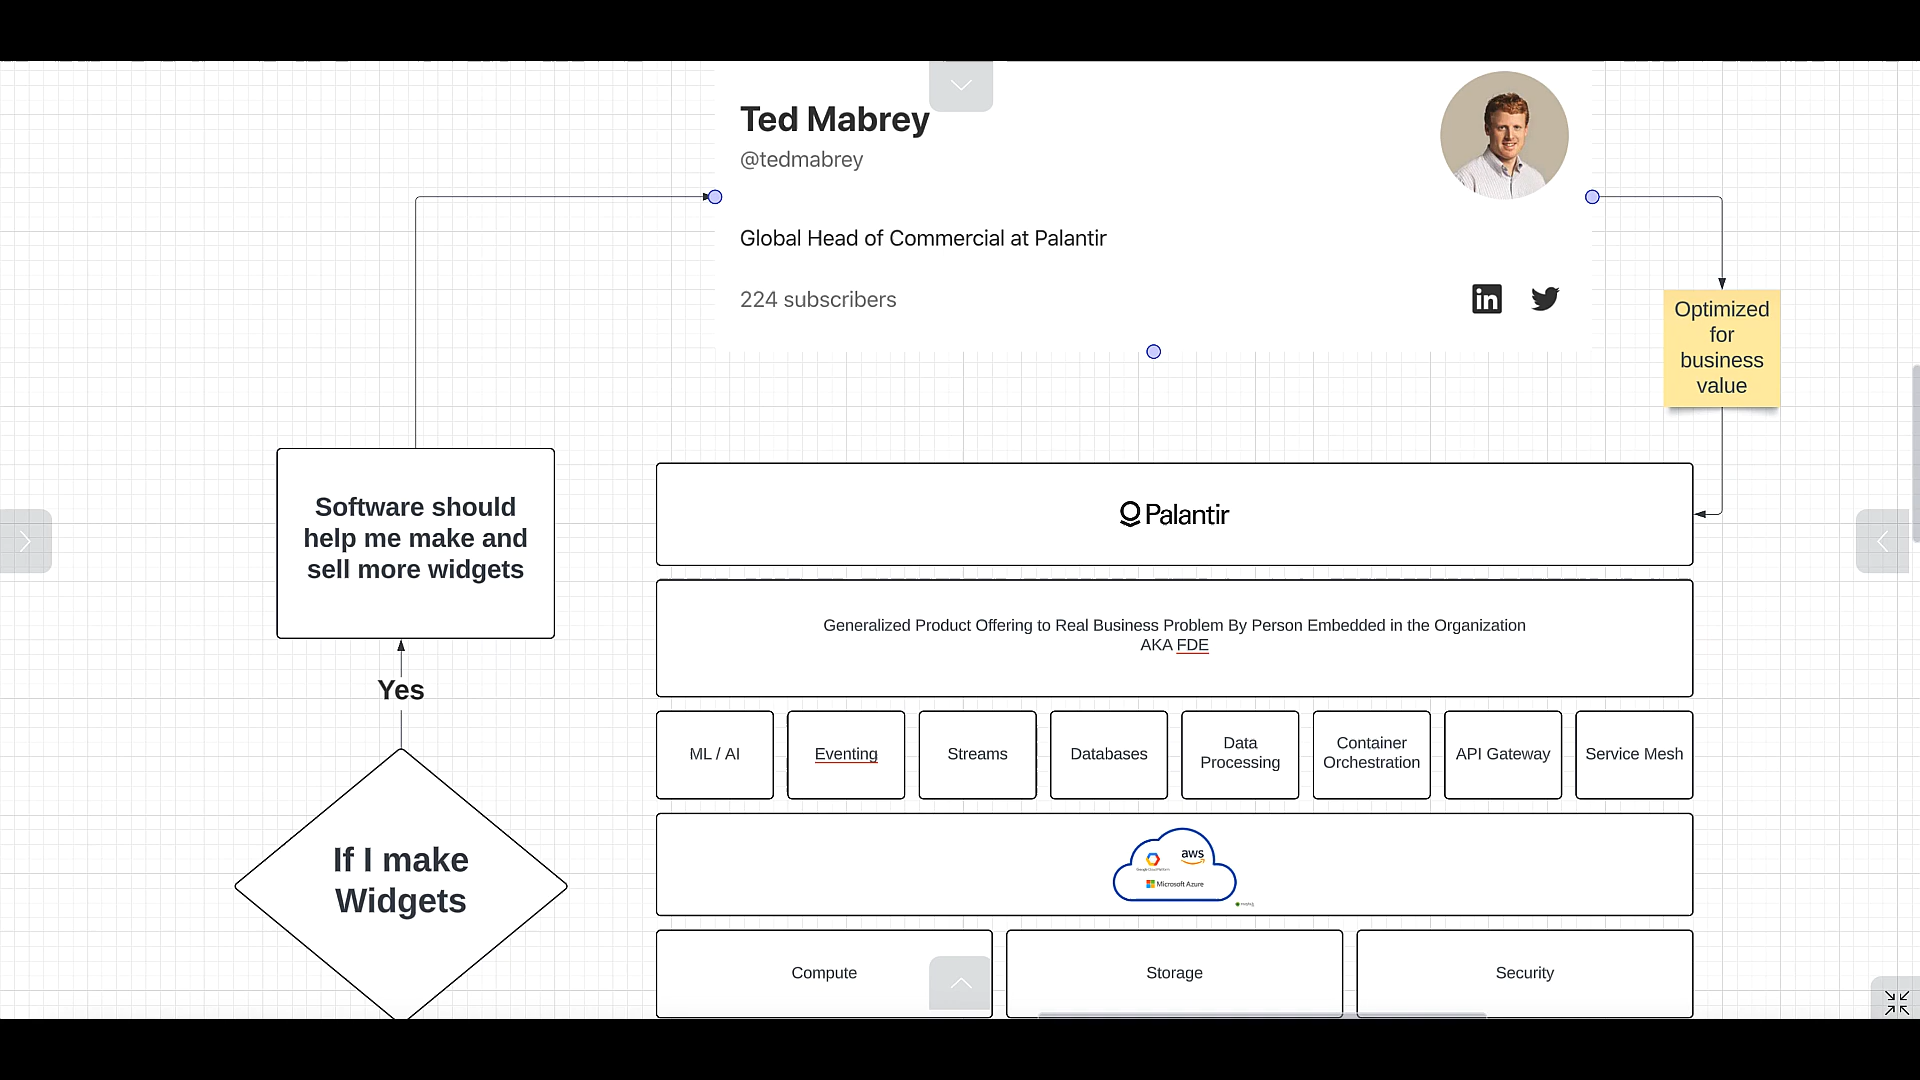 Ted Mabrey
@tedmabrey
Global Head of Commercial at Palantir
224 subscribers
in
Optimized
for
business
value
Software should
help me make and
sell more widgets
Yes
If I make
Widgets
Palantir
Generalized Product Offering to Real Business Problem By Person Embedded in the Organization
AKA FDE
ML / AI
Eventing
Streams
Databases
Data
Processing
Container
Orchestration
API Gateway
Service Mesh
aws
Google Cloud Platform
Microsoft Azure
Compute
Storage
Security